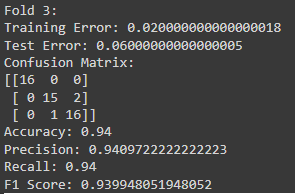 Fold 3:
Training Error: 0.020000000000000018
Test Error: 0.06000000000000005
Confusion Matrix:
[[16  0  0]
 [ 0 15  2]
 [ 0  1 16]]
Accuracy: 0.94
Precision: 0.9409722222222223
Recall: 0.94
F1 Score: 0.939948051948052